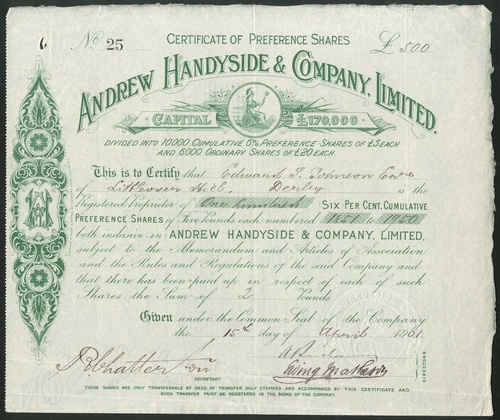 No 25
CERTIFICATE OF PREFERENCE SHARES
£500
ANDREW HANDYSIDE & COMPANY, LIMITED.
CAPITAL £170,000
DIVIDED INTO 10000 CUMULATIVE 6% PREFERENCE SHARES OF £5 EACH
AND 6000 ORDINARY SHARES OF £20 EACH.
This is to Certify that Edward T. Johnson Esqre
of Littleover Hill, Derby is the
Registered Proprietor of One hundred SIX PER CENT. CUMULATIVE
PREFERENCE SHARES of Five Pounds each numbered 1851 to 1950
both inclusive in ANDREW HANDYSIDE & COMPANY, LIMITED,
subject to the Memorandum and Articles of Association
and the Rules and Regulations of the said Company and
that there has been paid up in respect of each of such
Shares the Sum of 2 Pounds
Given under the Common Seal of the Company
the 15th day of April 1901
SECRETARY
DIRECTORS.
THESE SHARES ARE ONLY TRANSFERABLE BY DEED OF TRANSFER DULY STAMPED AND ACCOMPANIED BY THIS CERTIFICATE AND
SUCH TRANSFER MUST BE REGISTERED IN THE BOOKS OF THE COMPANY.